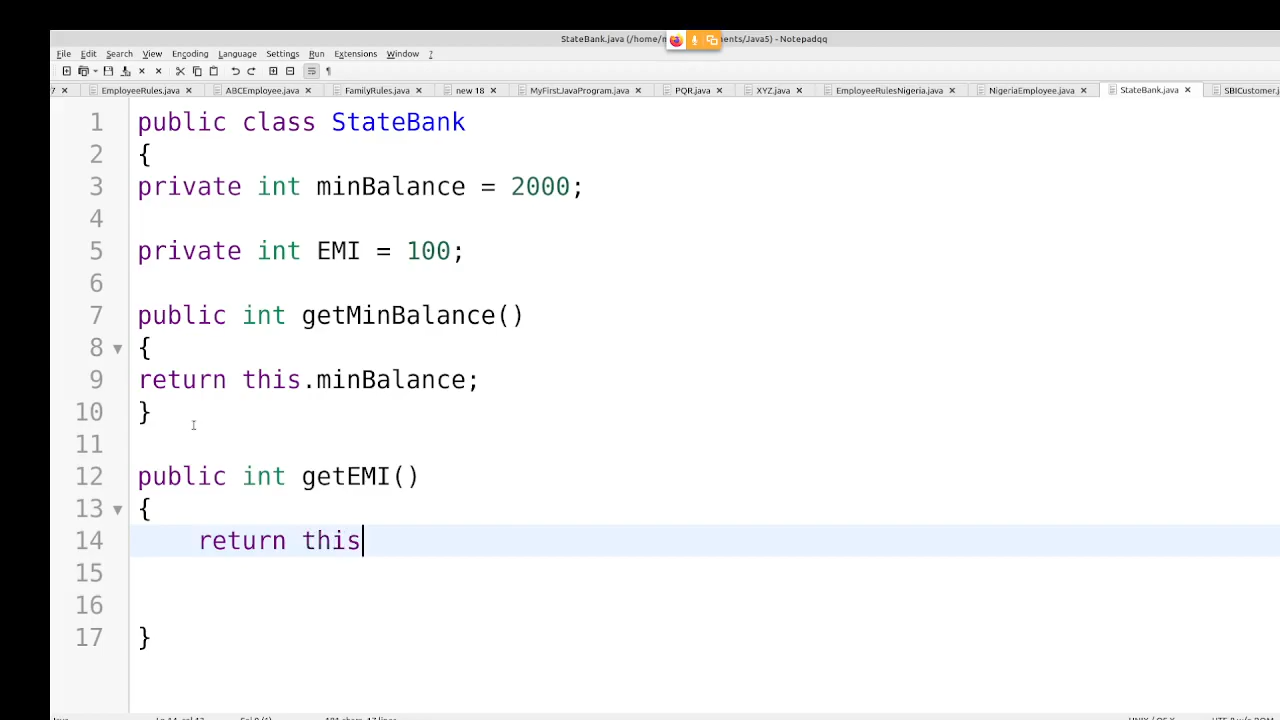 StateBank.java (/home/n ents/Java5) - Notepadqq
File Edit Search View Encoding Language Settings Run Extensions Window ?
7 EmployeeRules.java ABCEmployee.java FamilyRules.java new 18 MyFirstJavaProgram.java PQR.java XYZ.java EmployeeRulesNigeria.java NigeriaEmployee.java StateBank.java SBICustomer.j
1 public class StateBank
2 {
3 private int minBalance = 2000;
4
5 private int EMI = 100;
6
7 public int getMinBalance()
8 {
9 return this.minBalance;
10 }
11
12 public int getEMI()
13 {
14 return this
15
16
17 }